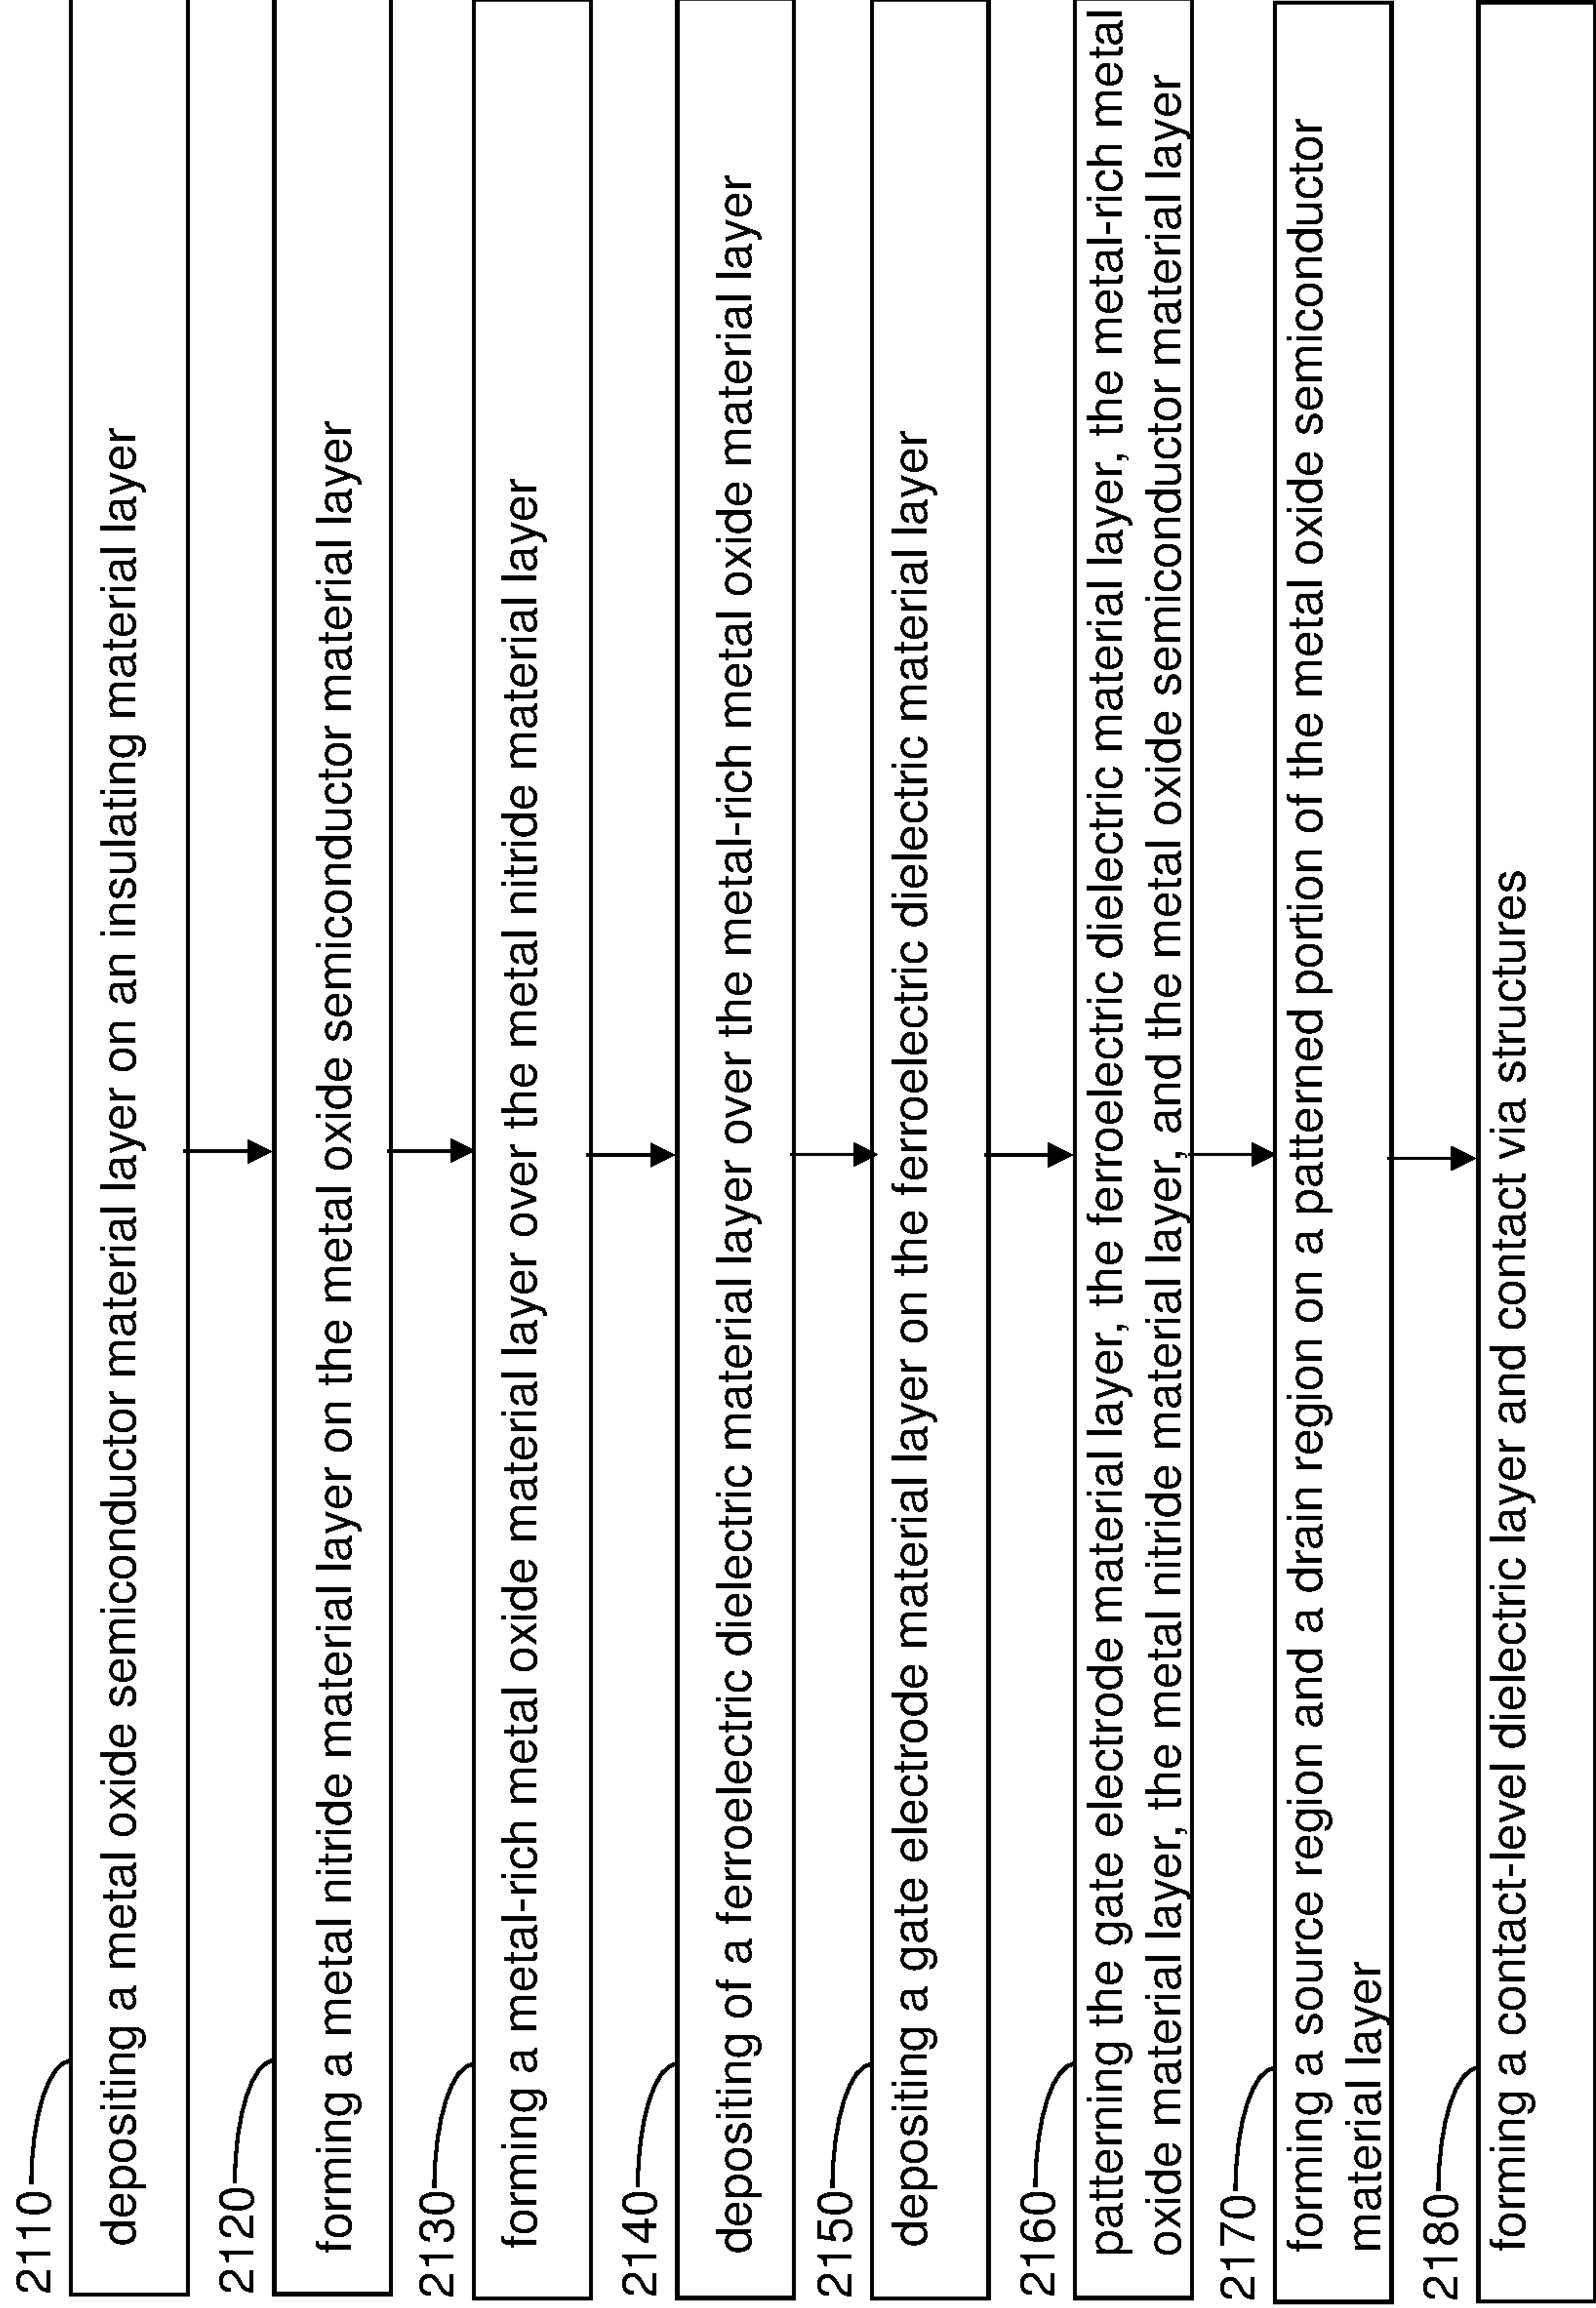 2110
depositing a metal oxide semiconductor material layer on an insulating material layer
2120
forming a metal nitride material layer on the metal oxide semiconductor material layer
2130
forming a metal-rich metal oxide material layer over the metal nitride material layer
2140
depositing of a ferroelectric dielectric material layer over the metal-rich metal oxide material layer
2150
depositing a gate electrode material layer on the ferroelectric dielectric material layer
2160
patterning the gate electrode material layer, the ferroelectric dielectric material layer, the metal-rich metal
oxide material layer, the metal nitride material layer, and the metal oxide semiconductor material layer
2170
forming a source region and a drain region on a patterned portion of the metal oxide semiconductor
material layer
2180
forming a contact-level dielectric layer and contact via structures